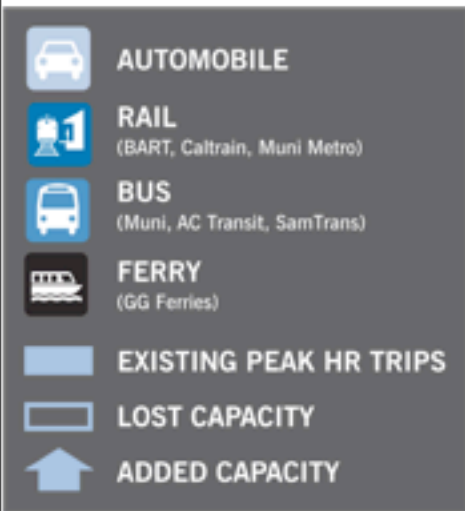 AUTOMOBILE
RAIL
(BART, Caltrain, Muni Metro)
BUS
(Muni, AC Transit, SamTrans)
FERRY
(GG Ferries)
EXISTING PEAK HR TRIPS
LOST CAPACITY
ADDED CAPACITY